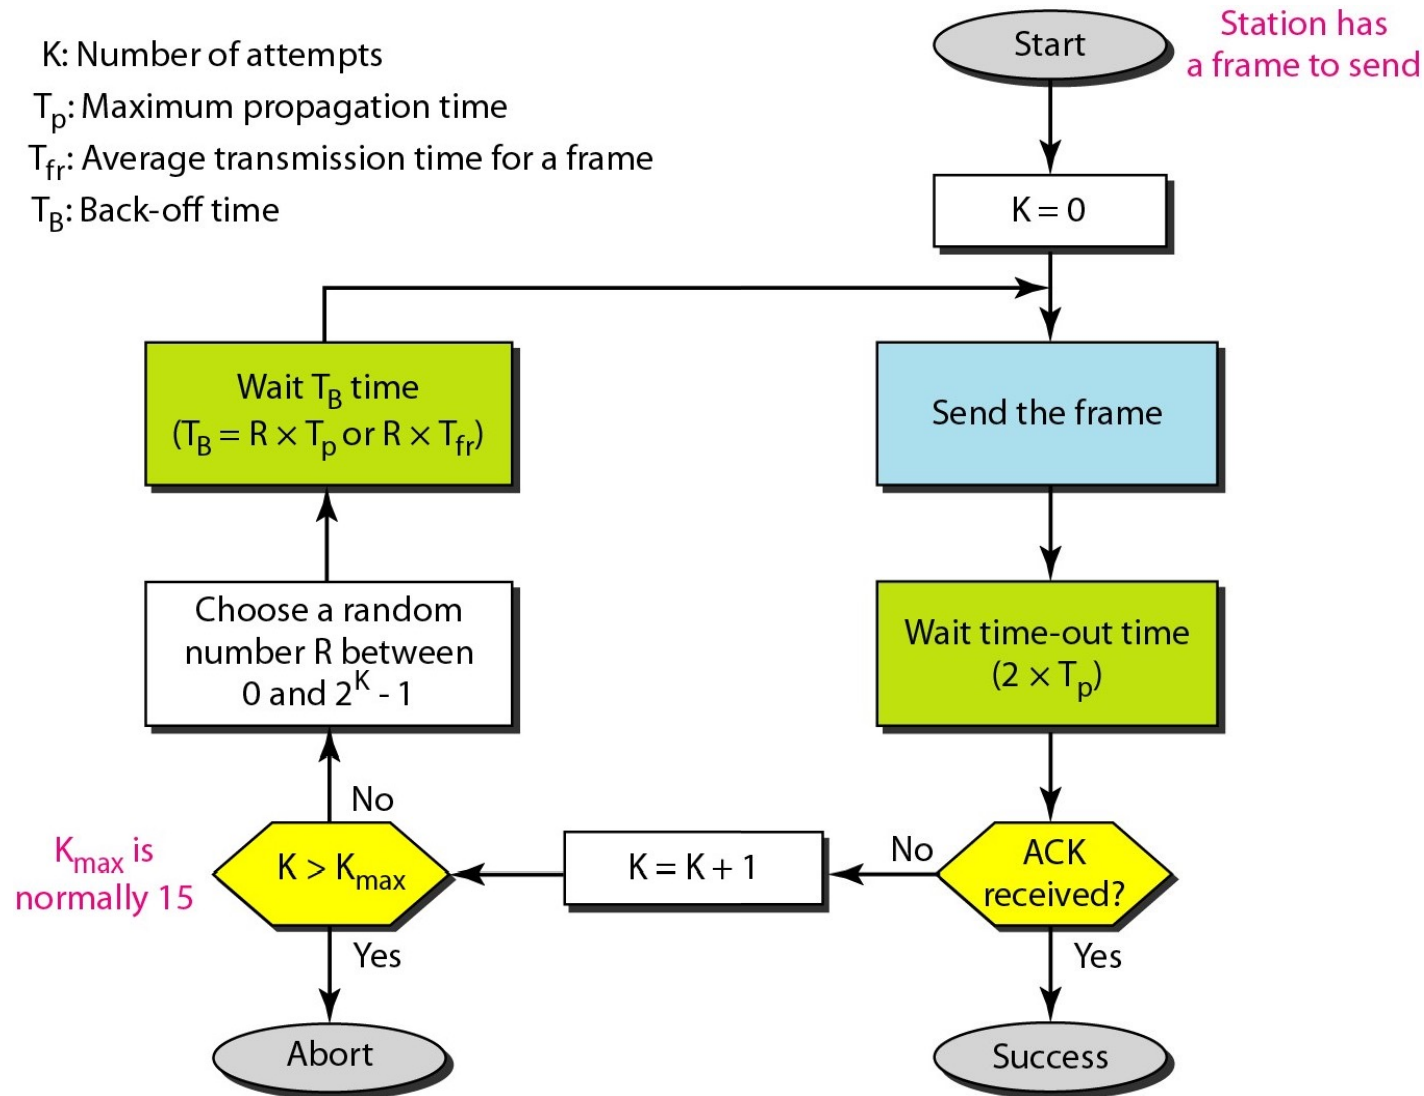 K: Number of attempts
Tp: Maximum propagation time
Tfr: Average transmission time for a frame
TB: Back-off time
Start
Station has
a frame to send
K = 0
Wait TB time
(TB = R × Tp or R × Tfr)
Send the frame
Choose a random
number R between
0 and 2^K - 1
Wait time-out time
(2 × Tp)
No
Kmax is
normally 15
K > Kmax
K = K + 1
No
ACK
received?
Yes
Yes
Abort
Success